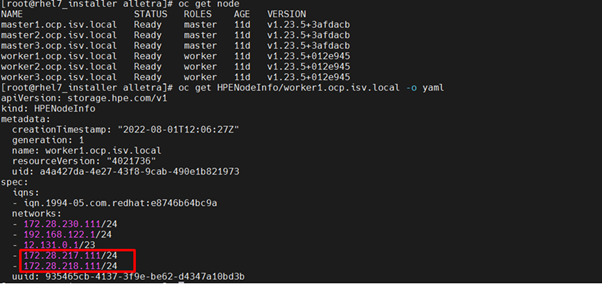 [root@rhel7_installer alletra]# oc get node
NAME STATUS ROLES AGE VERSION
master1.ocp.isv.local Ready master 11d v1.23.5+3afdacb
master2.ocp.isv.local Ready master 11d v1.23.5+3afdacb
master3.ocp.isv.local Ready master 11d v1.23.5+3afdacb
worker1.ocp.isv.local Ready worker 11d v1.23.5+012e945
worker2.ocp.isv.local Ready worker 11d v1.23.5+012e945
worker3.ocp.isv.local Ready worker 11d v1.23.5+012e945
[root@rhel7_installer alletra]# oc get HPENodeInfo/worker1.ocp.isv.local -o yaml
apiVersion: storage.hpe.com/v1
kind: HPENodeInfo
metadata:
creationTimestamp: "2022-08-01T12:06:27Z"
generation: 1
name: worker1.ocp.isv.local
resourceVersion: "4021736"
uid: a4a427da-4e27-43f8-9cab-490e1b821973
spec:
iqns:
- iqn.1994-05.com.redhat:e8746b64bc9a
networks:
- 172.28.230.111/24
- 192.168.122.1/24
- 12.131.0.1/23
- 172.28.217.111/24
- 172.28.218.111/24
uuid: 935465cb-4137-3f9e-be62-d4347a10bd3b